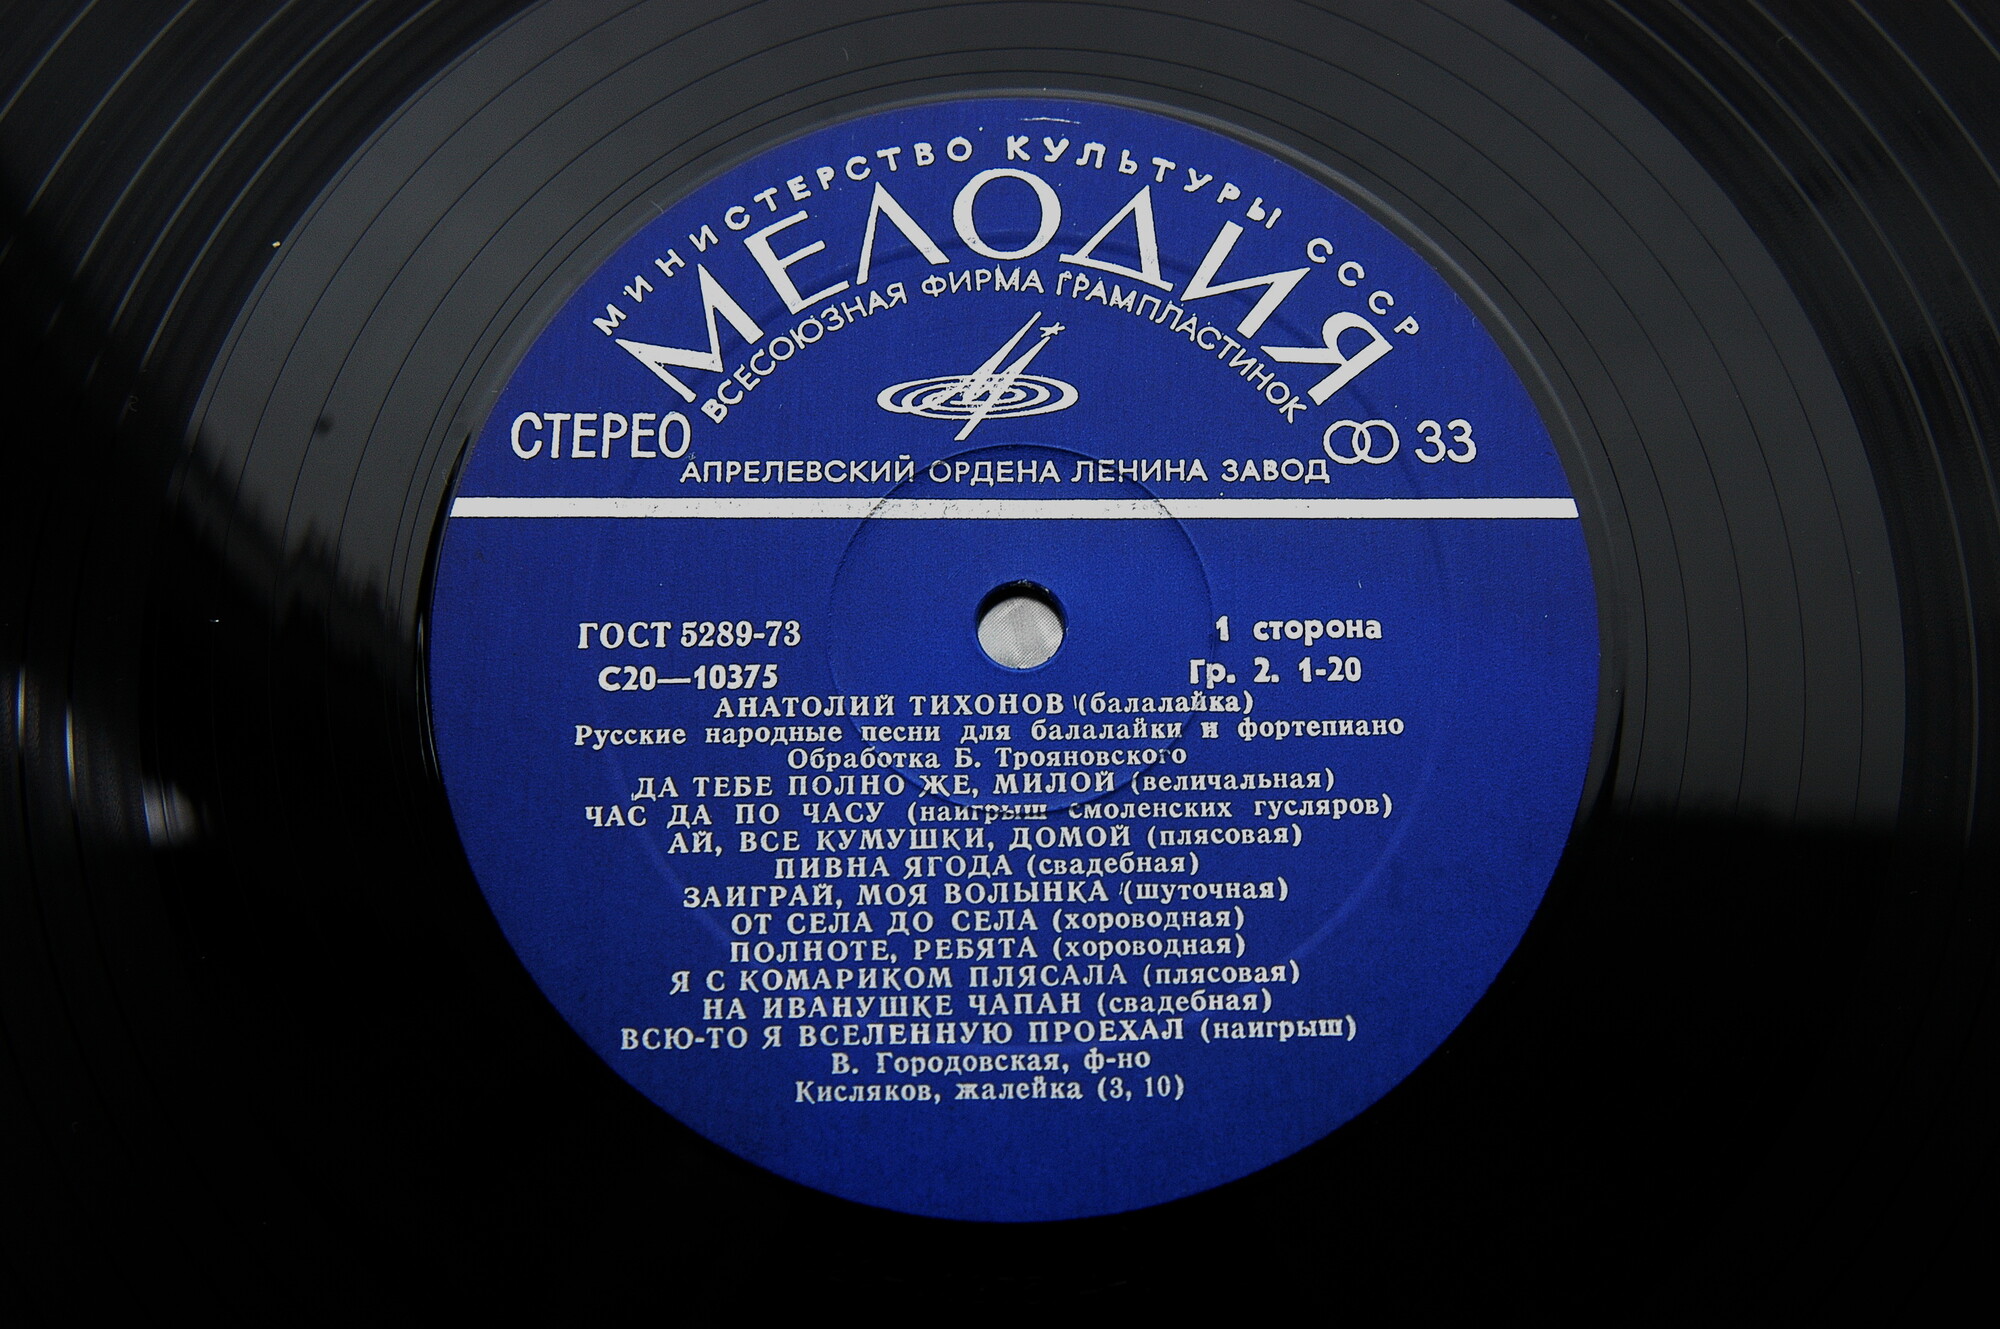 МИНИСТЕРСТВО КУЛЬТУРЫ СССР
МЕЛОДИЯ
ВСЕСОЮЗНАЯ ФИРМА ГРАМПЛАСТИНОК
СТЕРЕО 33
АПРЕЛЕВСКИЙ ОРДЕНА ЛЕНИНА ЗАВОД
ГОСТ 5289-73 1 сторона
С20—10375 Гр. 2. 1-20
АНАТОЛИЙ ТИХОНОВ (балалайка)
Русские народные песни для балалайки и фортепиано
Обработка Б. Трояновского
ДА ТЕБЕ ПОЛНО ЖЕ, МИЛОЙ (величальная)
ЧАС ДА ПО ЧАСУ (наигрыш смоленских гусляров)
АЙ, ВСЕ КУМУШКИ, ДОМОЙ (плясовая)
ПИВНА ЯГОДА (свадебная)
ЗАИГРАЙ, МОЯ ВОЛЫНКА (шуточная)
ОТ СЕЛА ДО СЕЛА (хороводная)
ПОЛНОТЕ, РЕБЯТА (хороводная)
Я С КОМАРИКОМ ПЛЯСАЛА (плясовая)
НА ИВАНУШКЕ ЧАПАН (свадебная)
ВСЮ-ТО Я ВСЕЛЕННУЮ ПРОЕХАЛ (наигрыш)
В. Городовская, ф-но
Кисляков, жалейка (3, 10)